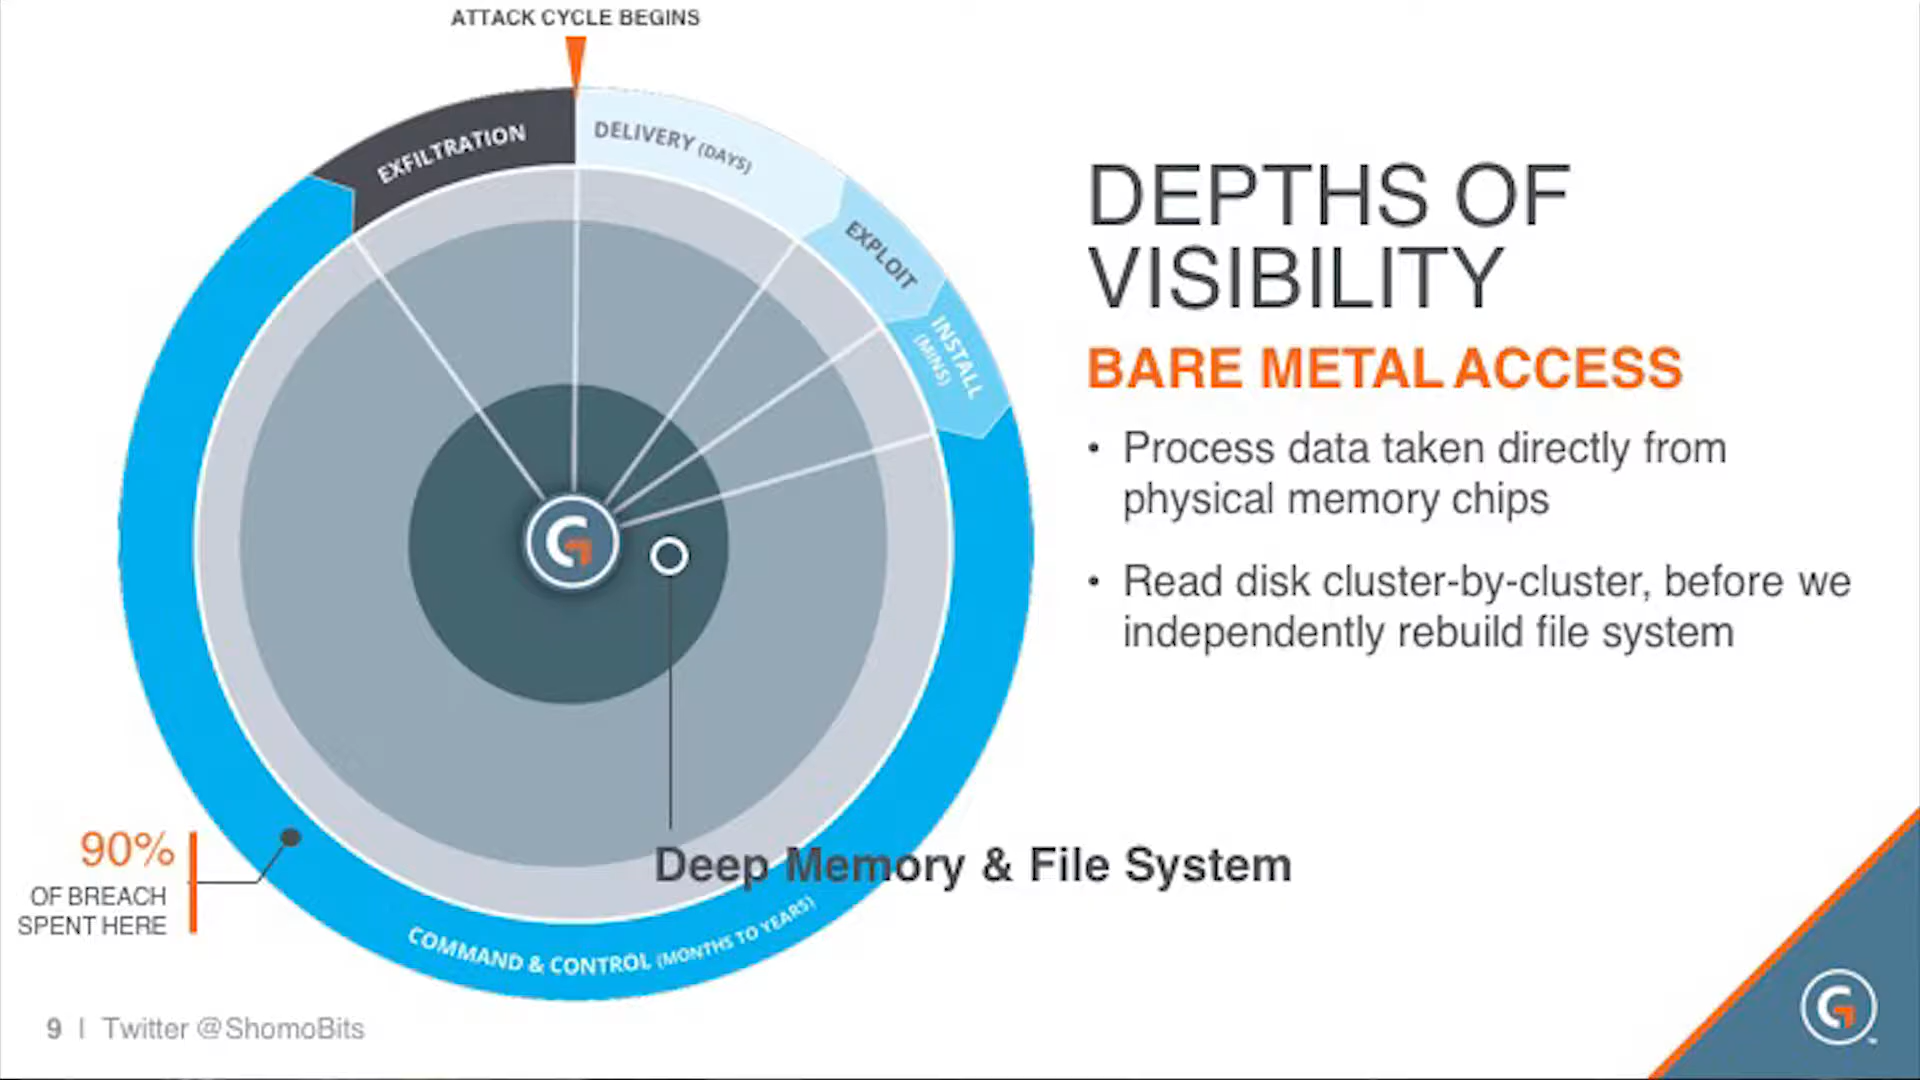 ATTACK CYCLE BEGINS
EXFILTRATION
DELIVERY (DAYS)
EXPLOIT
INSTALL
(MINS)
COMMAND & CONTROL (MONTHS TO YEARS)
90%
OF BREACH
SPENT HERE
Deep Memory & File System
DEPTHS OF
VISIBILITY
BARE METAL ACCESS
• Process data taken directly from
physical memory chips
• Read disk cluster-by-cluster, before we
independently rebuild file system
9 | Twitter @ShomoBits